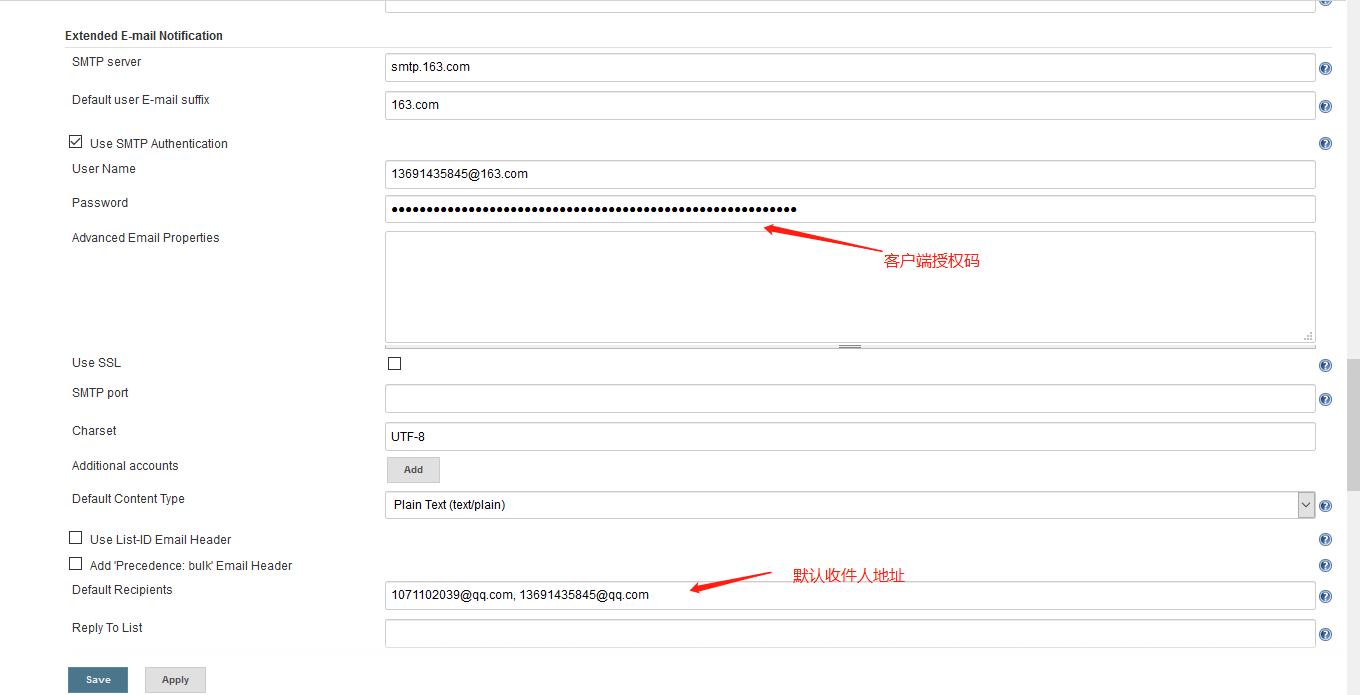 Extended E-mail Notification
SMTP server
smtp.163.com
Default user E-mail suffix
163.com
Use SMTP Authentication
User Name
13691435845@163.com
Password
Advanced Email Properties
客户端授权码
Use SSL
SMTP port
Charset
UTF-8
Additional accounts
Add
Default Content Type
Plain Text (text/plain)
Use List-ID Email Header
Add 'Precedence: bulk' Email Header
默认收件人地址
Default Recipients
1071102039@qq.com, 13691435845@qq.com
Reply To List
Save Apply